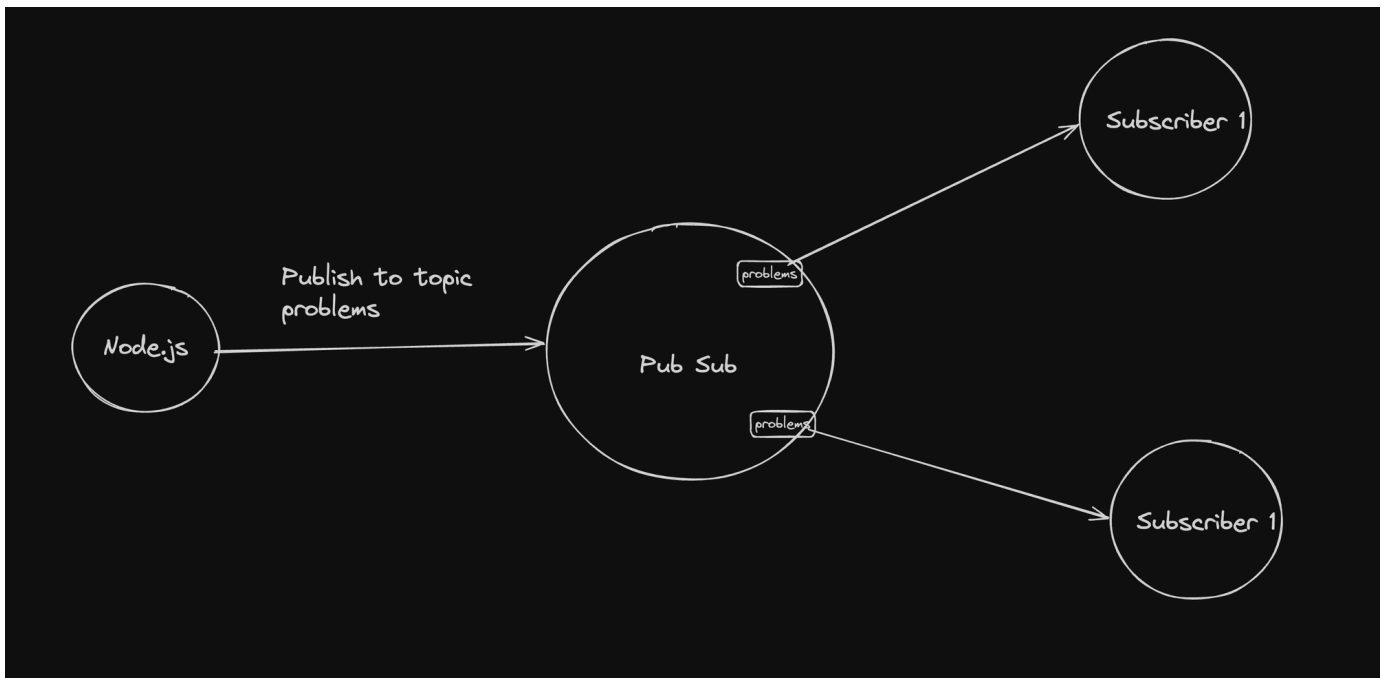 Subscriber 1
Publish to topic
problems
problems
Node.js
Pub Sub
problems
Subscriber 1